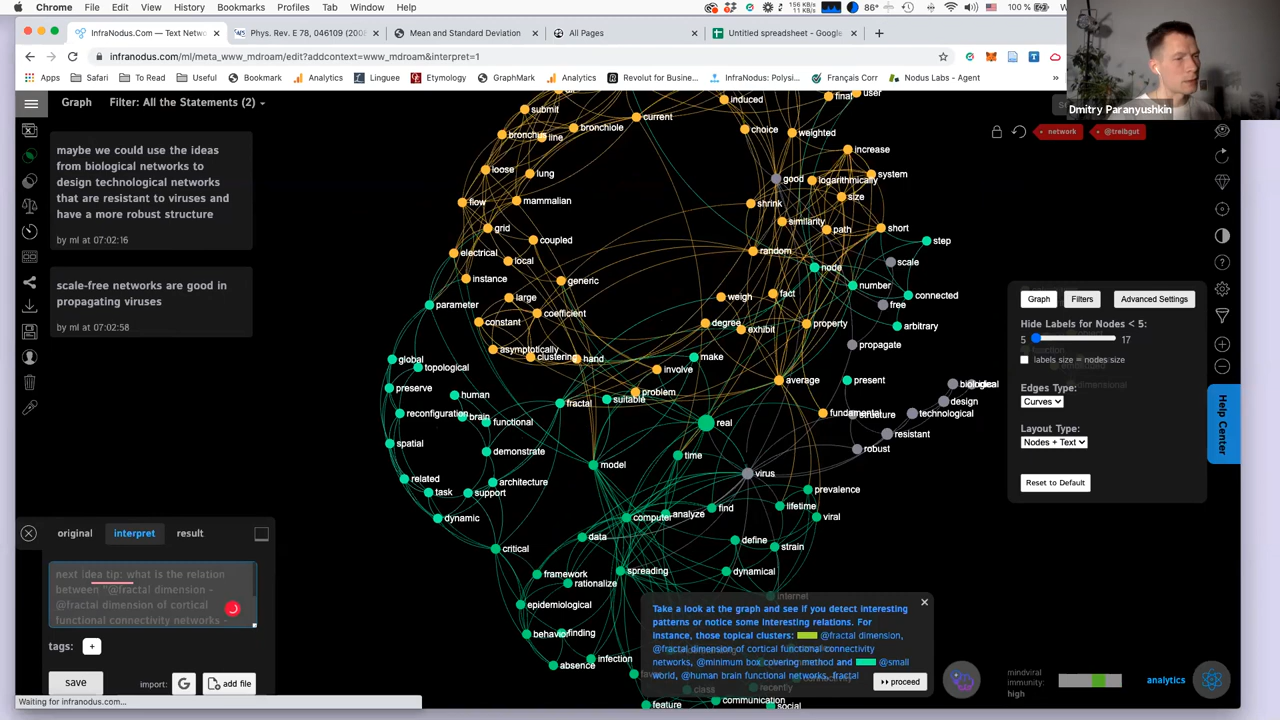 Chrome File Edit View History Bookmarks Profiles Tab Window Help
156 KB
11 KB
86°
100 %
InfraNodus.Com — Text Netw
Phys. Rev. E 78, 046109 (2008
Mean and Standard Deviation
All Pages
Untitled spreadsheet - Google
infranodus.com/ml/meta_www_mdroam/edit?addcontext=www_mdroam&interpret=1
Apps Safari To Read Useful Bookmark Analytics Linguee Etymology GraphMark Analytics Revolut for Busine... InfraNodus: Polysi... Français Corr Nodus Labs - Agent
Dmitry Paranyushkin
Graph Filter: All the Statements (2)
network @treibgut
maybe we could use the ideas
from biological networks to
design technological networks
that are resistant to viruses and
have a more robust structure
by ml at 07:02:16
scale-free networks are good in
propagating viruses
by ml at 07:02:58
induced
final
user
submit
current
bronchus
line
bronchiole
choice
weighted
increase
loose
lung
good
logarithmically
system
flow
mammalian
shrink
size
grid
similarity
path
short
electrical
coupled
local
random
step
node
scale
instance
generic
number
connected
large
weigh
fact
free
parameter
coefficient
constant
degree
exhibit
property
arbitrary
asymptotically
clustering
hand
make
propagate
global
topological
involve
average
present
biological
preserve
human
problem
design
reconfiguration
brain
fractal
suitable
fundamental
structure
technological
functional
real
resistant
spatial
demonstrate
time
robust
related
architecture
model
virus
task
support
prevalence
dynamic
computer
analyze
find
lifetime
viral
data
define
strain
critical
framework
rationalize
spreading
dynamical
epidemiological
internet
behavior
finding
absence
infection
class
recently
feature
communication
social
dimensional
Graph Filters Advanced Settings
Hide Labels for Nodes < 5:
5 17
labels size = nodes size
Edges Type:
Curves
Layout Type:
Nodes + Text
Reset to Default
Help Center
original interpret result
next idea tip: what is the relation
between "@fractal dimension -
@fractal dimension of cortical
functional connectivity networks -
tags: +
save import: G add file
Take a look at the graph and see if you detect interesting
patterns or notice some interesting relations. For
instance, those topical clusters: @fractal dimension,
@fractal dimension of cortical functional connectivity
networks, @minimum box covering method and @small
world, @human brain functional networks, fractal
proceed
mindviral
immunity:
high
analytics
Waiting for infranodus.com...